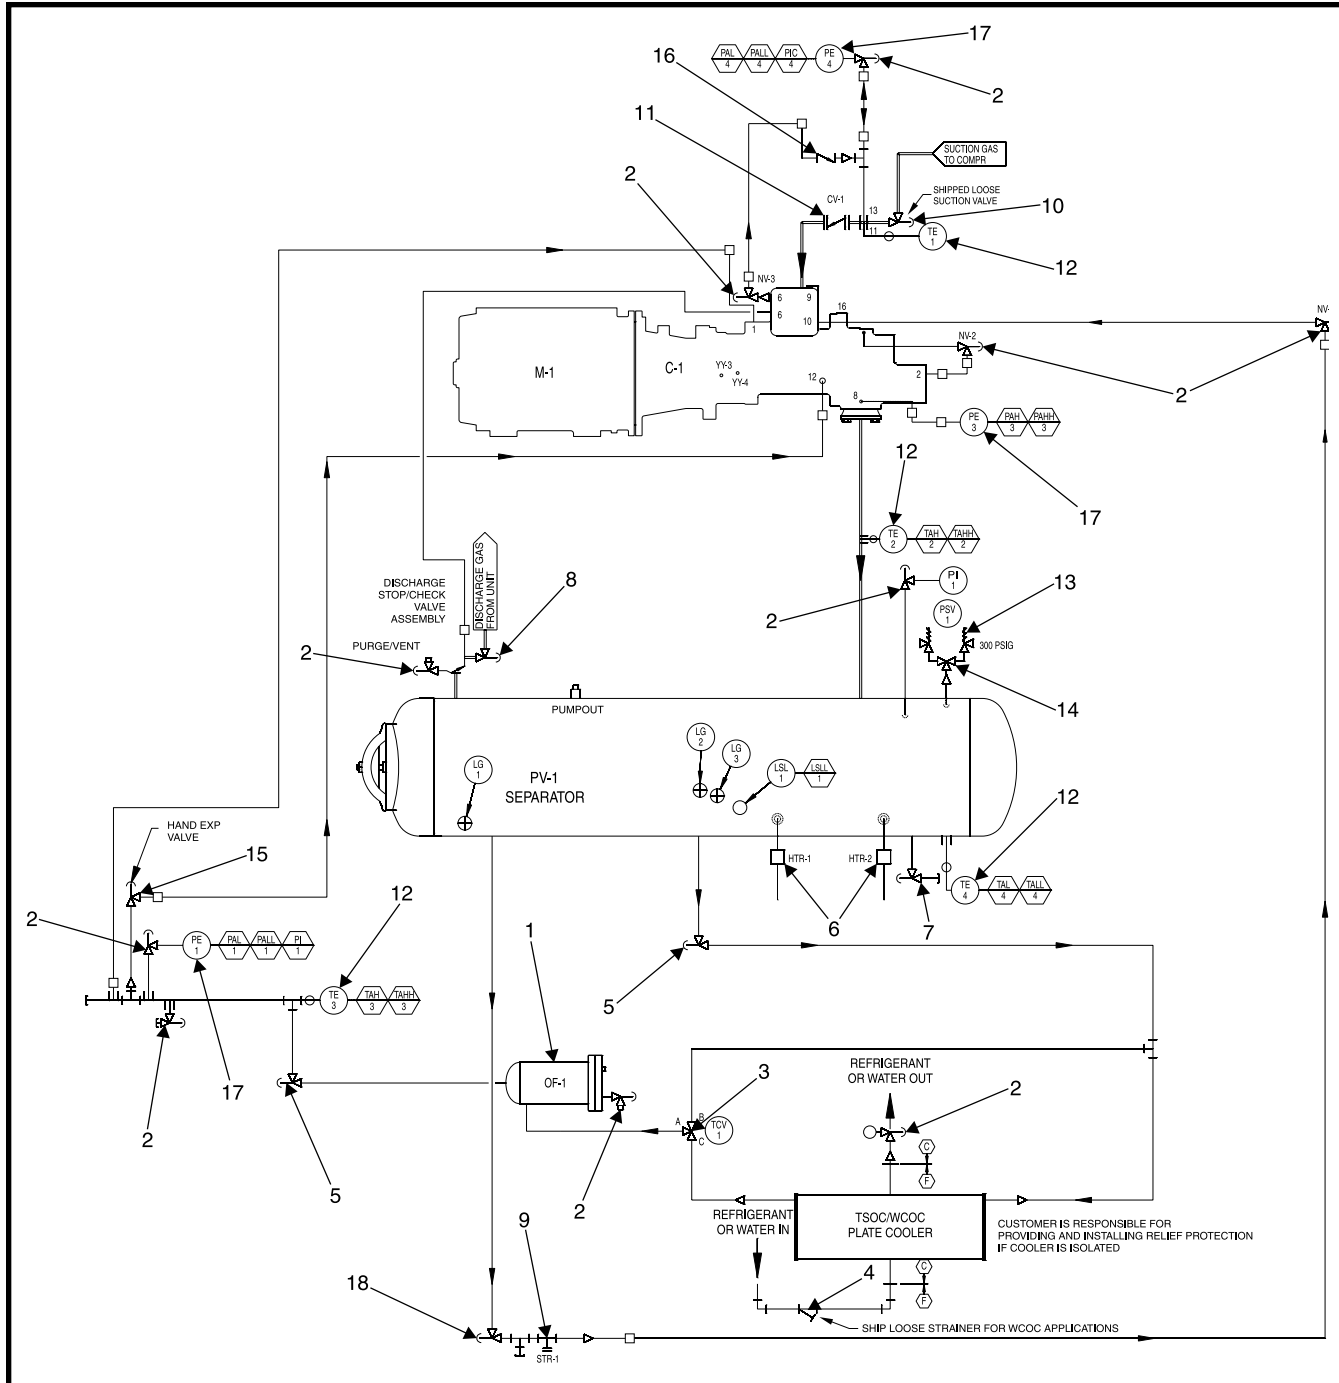 17
PAL
4
PALL
4
PIC
4
PE
4
16
2
11
SUCTION GAS
TO COMPR
2
SHIPPED LOOSE
SUCTION VALVE
CV-1
13
10
11
TE
1
12
NV-3
6
9
6
10
16
1
NV-
NV-2
M-1
C-1
YY-3
YY-4
12
2
8
2
PE
3
PAH
3
PAHH
3
12
17
TE
2
TAH
2
TAHH
2
DISCHARGE
STOP/CHECK
VALVE
ASSEMBLY
DISCHARGE GAS
FROM UNIT
8
2
PI
1
13
PSV
1
2
PURGE/VENT
300 PSIG
14
PUMPOUT
LG
1
LG
2
LG
3
LSL
1
LSLL
1
PV-1
SEPARATOR
12
HAND EXP
VALVE
15
HTR-1
HTR-2
TE
4
TAL
4
TALL
4
12
6
7
2
1
PE
1
PAL
1
PALL
1
PI
1
12
5
TE
3
TAH
3
TAHH
3
2
17
5
OF-1
2
3
REFRIGERANT
OR WATER OUT
2
A
B
C
TCV
1
C
F
REFRIGERANT
OR WATER IN
TSOC/WCOC
PLATE COOLER
CUSTOMER IS RESPONSIBLE FOR
PROVIDING AND INSTALLING RELIEF PROTECTION
IF COOLER IS ISOLATED
9
18
4
C
F
SHIP LOOSE STRAINER FOR WCOC APPLICATIONS
STR-1